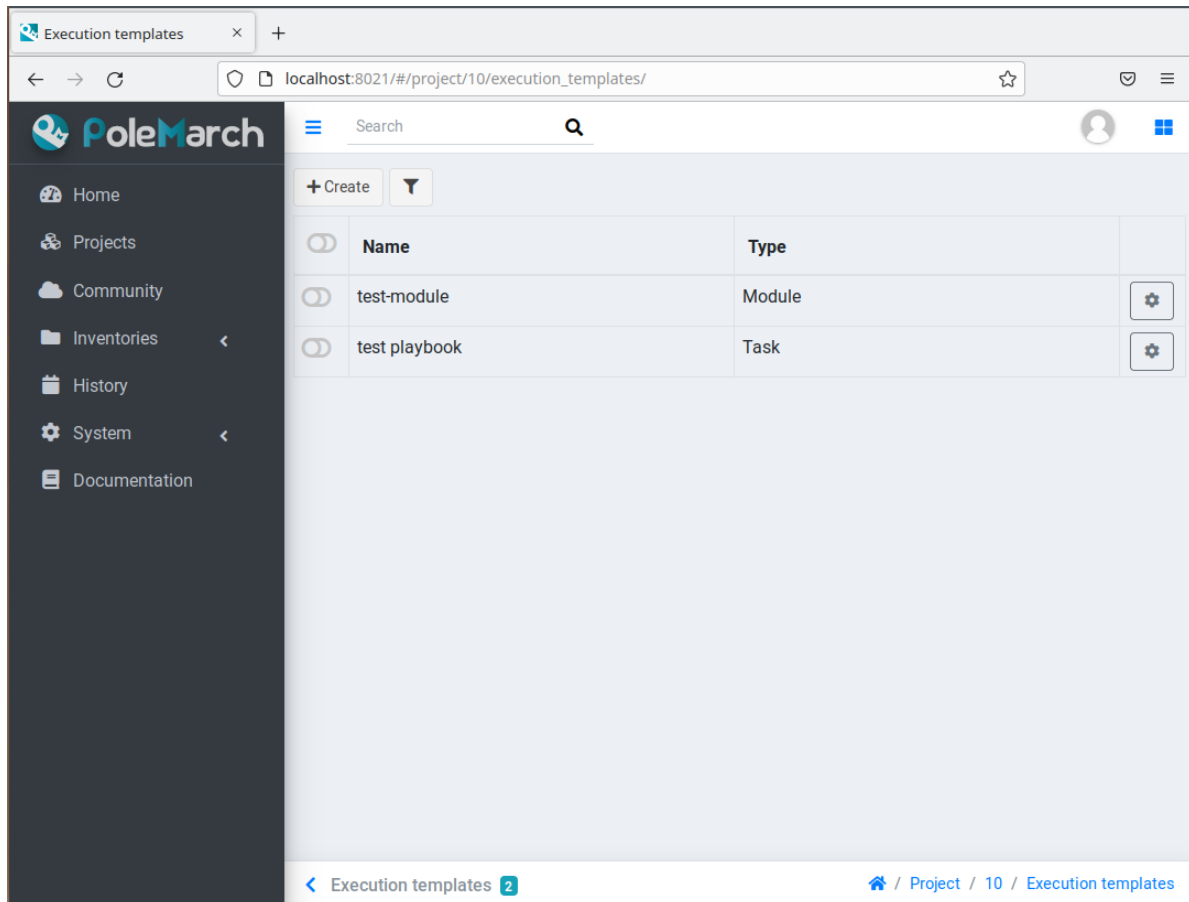 Execution templates
localhost:8021/#/project/10/execution_templates/
PoleMarch
Search
Home
Projects
Community
Inventories
History
System
Documentation
Create
Name Type
test-module Module
test playbook Task
Execution templates 2
/ Project / 10 / Execution templates